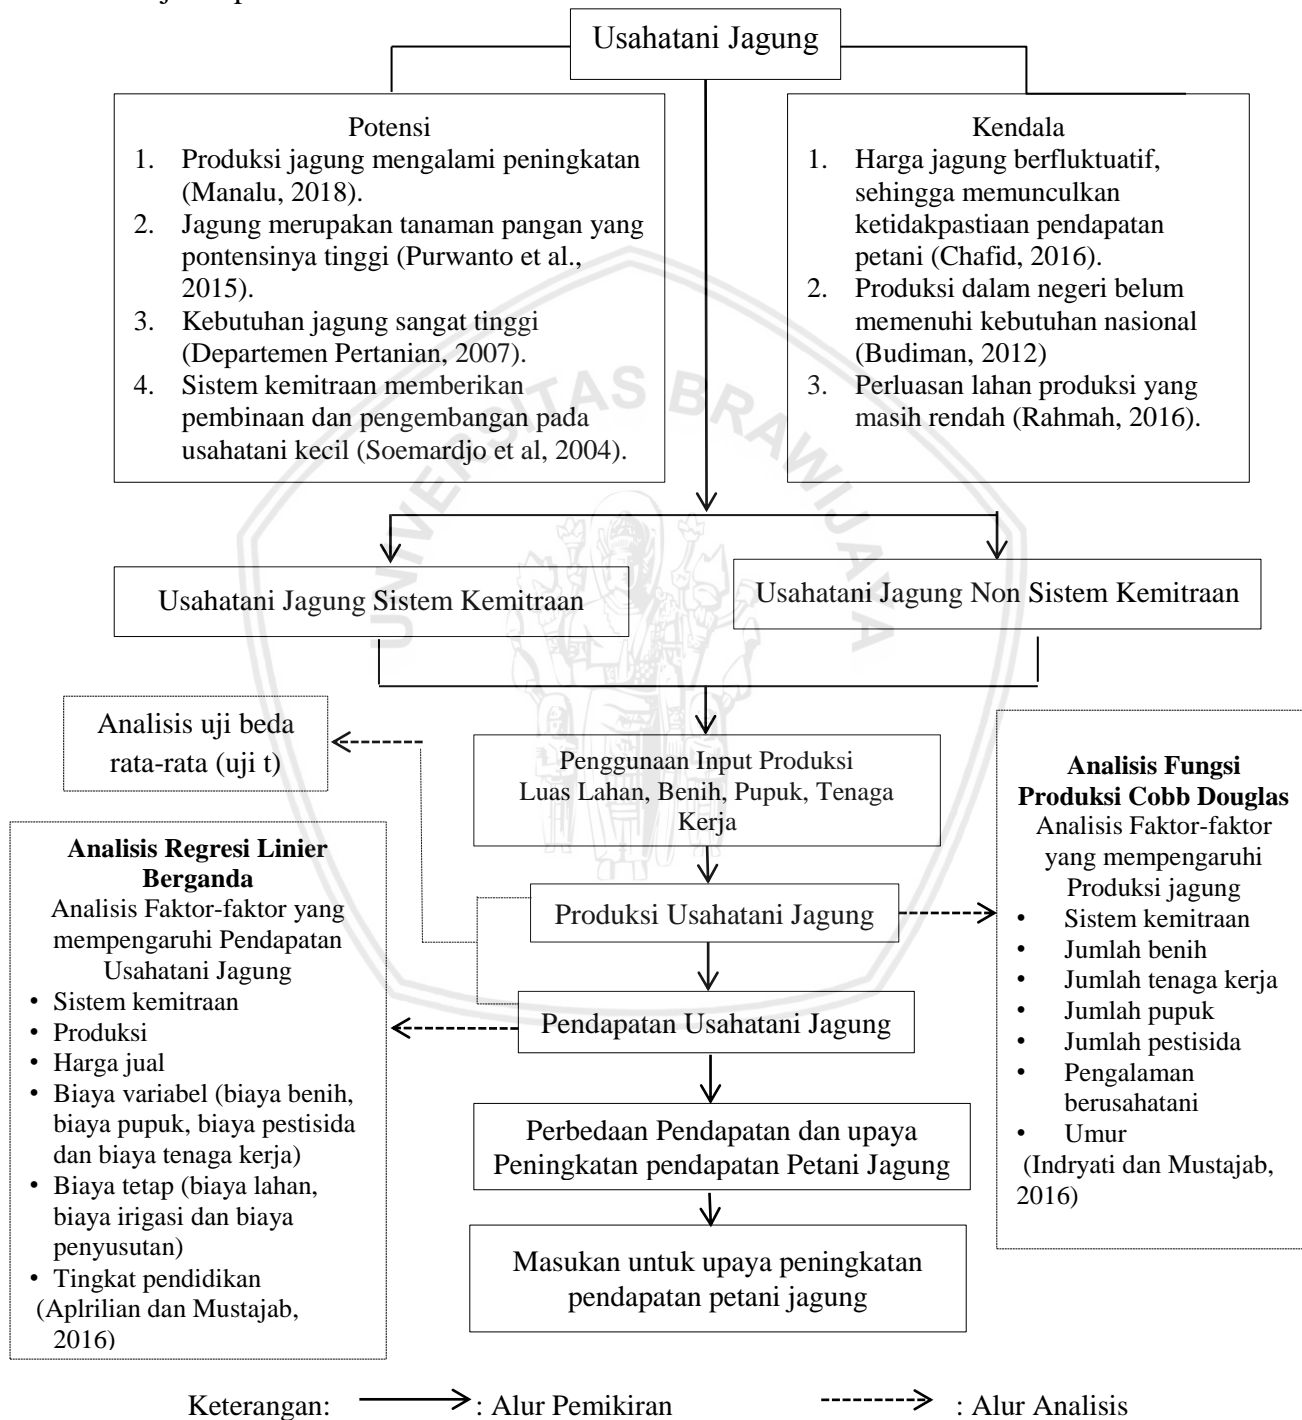 Usahatani Jagung
Potensi
1. Produksi jagung mengalami peningkatan
(Manalu, 2018).
2. Jagung merupakan tanaman pangan yang
pontensinya tinggi (Purwanto et al.,
2015).
3. Kebutuhan jagung sangat tinggi
(Departemen Pertanian, 2007).
4. Sistem kemitraan memberikan
pembinaan dan pengembangan pada
usahatani kecil (Soemardjo et al, 2004).
Kendala
1. Harga jagung berfluktuatif,
sehingga memunculkan
ketidakpastiaan pendapatan
petani (Chafid, 2016).
2. Produksi dalam negeri belum
memenuhi kebutuhan nasional
(Budiman, 2012)
3. Perluasan lahan produksi yang
masih rendah (Rahmah, 2016).
UNIVERSITAS BRAWIJAYA
Usahatani Jagung Sistem Kemitraan
Usahatani Jagung Non Sistem Kemitraan
Analisis uji beda
rata-rata (uji t)
Penggunaan Input Produksi
Luas Lahan, Benih, Pupuk, Tenaga
Kerja
Analisis Regresi Linier
Berganda
Analisis Faktor-faktor yang
mempengaruhi Pendapatan
Usahatani Jagung
• Sistem kemitraan
• Produksi
• Harga jual
• Biaya variabel (biaya benih,
biaya pupuk, biaya pestisida
dan biaya tenaga kerja)
• Biaya tetap (biaya lahan,
biaya irigasi dan biaya
penyusutan)
• Tingkat pendidikan
(Aplrilian dan Mustajab,
2016)
Produksi Usahatani Jagung
Pendapatan Usahatani Jagung
Perbedaan Pendapatan dan upaya
Peningkatan pendapatan Petani Jagung
Masukan untuk upaya peningkatan
pendapatan petani jagung
Analisis Fungsi
Produksi Cobb Douglas
Analisis Faktor-faktor
yang mempengaruhi
Produksi jagung
• Sistem kemitraan
• Jumlah benih
• Jumlah tenaga kerja
• Jumlah pupuk
• Jumlah pestisida
• Pengalaman
berusahatani
• Umur
(Indryati dan Mustajab,
2016)
Keterangan: : Alur Pemikiran : Alur Analisis